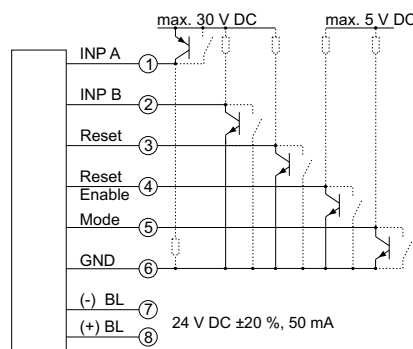 max. 30 V DC max. 5 V DC
INP A 1
INP B 2
Reset 3
Reset
Enable 4
Mode 5
GND 6
(-) BL 7
(+) BL 8
24 V DC ±20 %, 50 mA